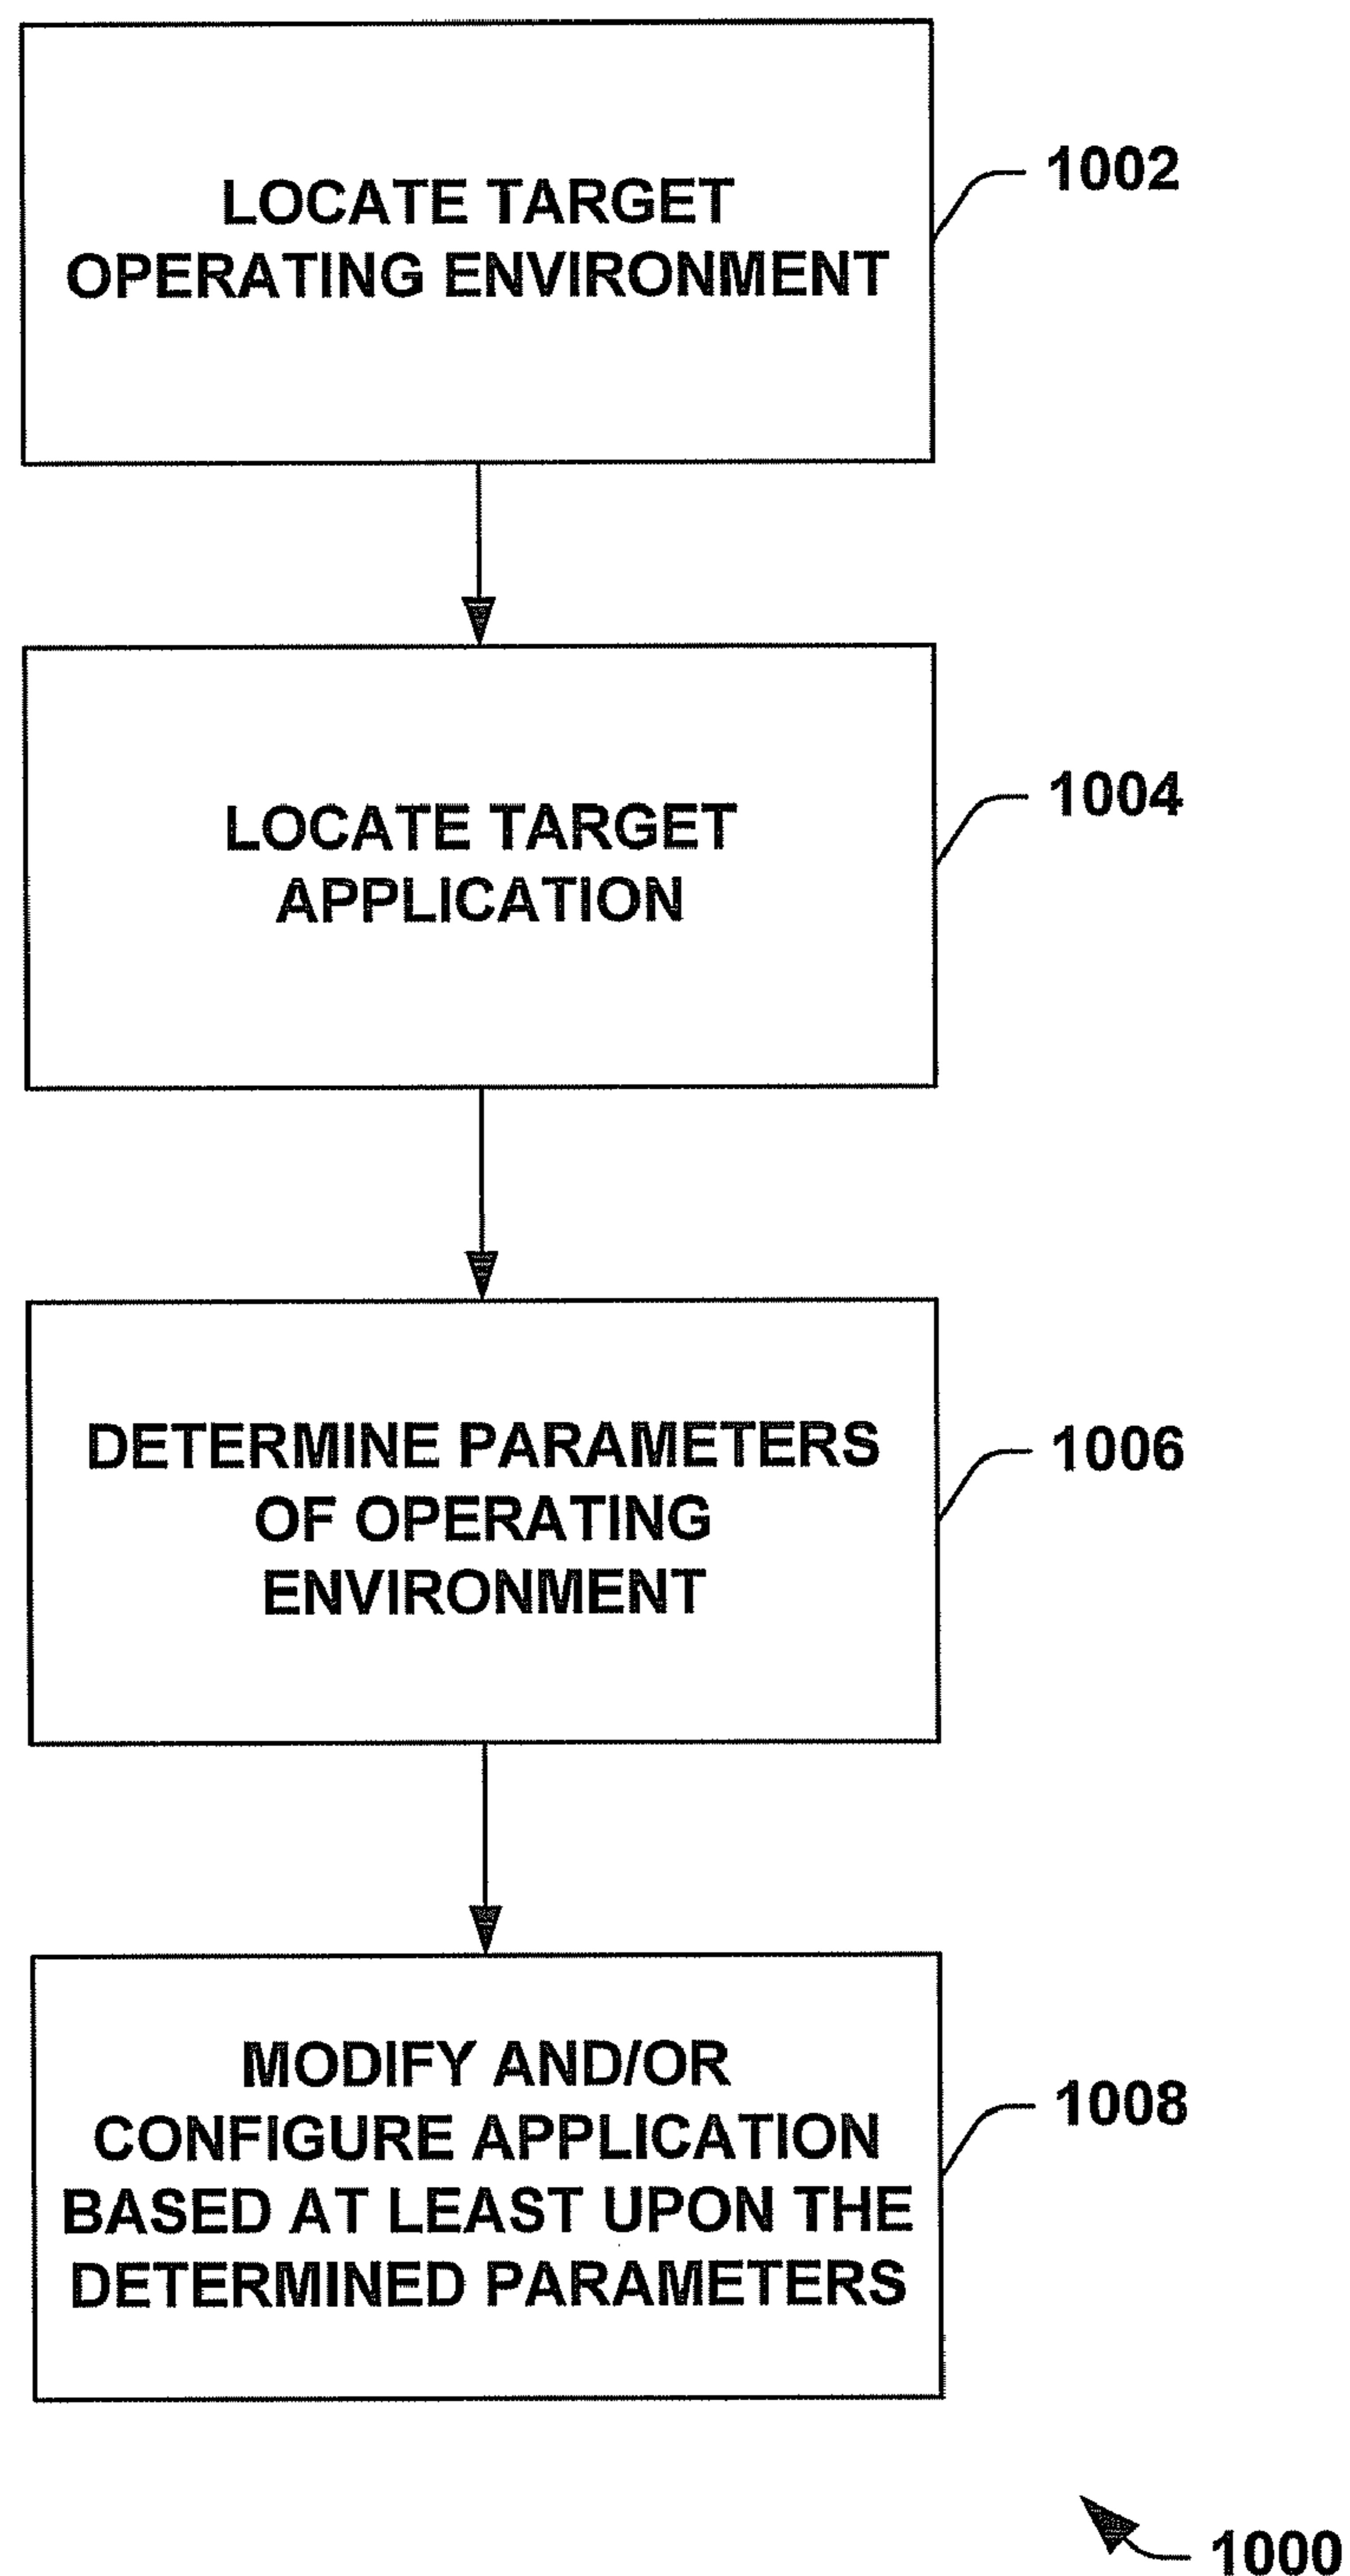 LOCATE TARGET
OPERATING ENVIRONMENT
1002
LOCATE TARGET
APPLICATION
1004
DETERMINE PARAMETERS
OF OPERATING
ENVIRONMENT
1006
MODIFY AND/OR
CONFIGURE APPLICATION
BASED AT LEAST UPON THE
DETERMINED PARAMETERS
1008
1000